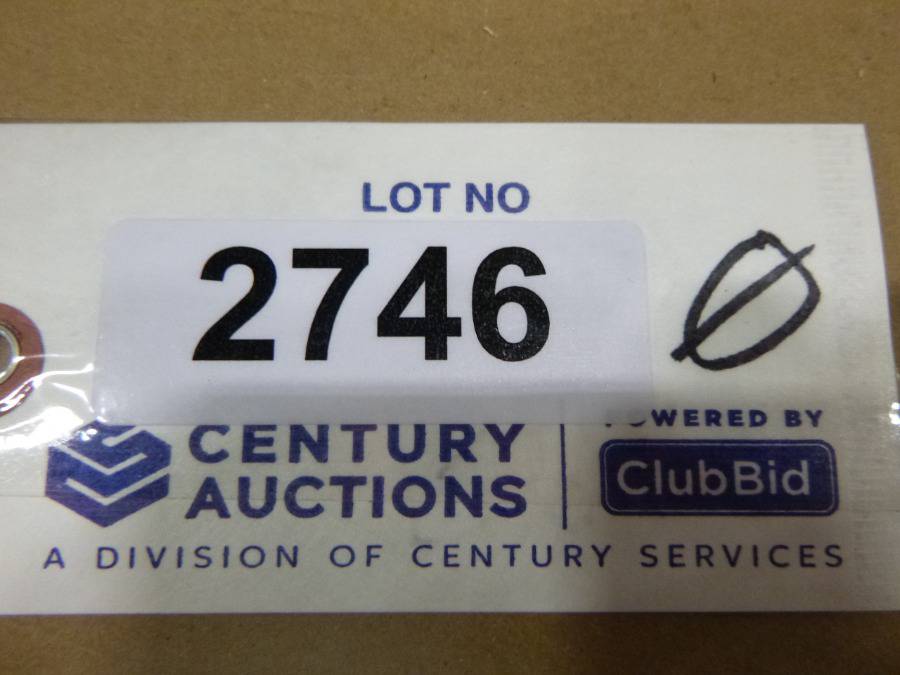 LOT NO
2746
Ø
CENTURY
AUCTIONS
POWERED BY
ClubBid
A DIVISION OF CENTURY SERVICES